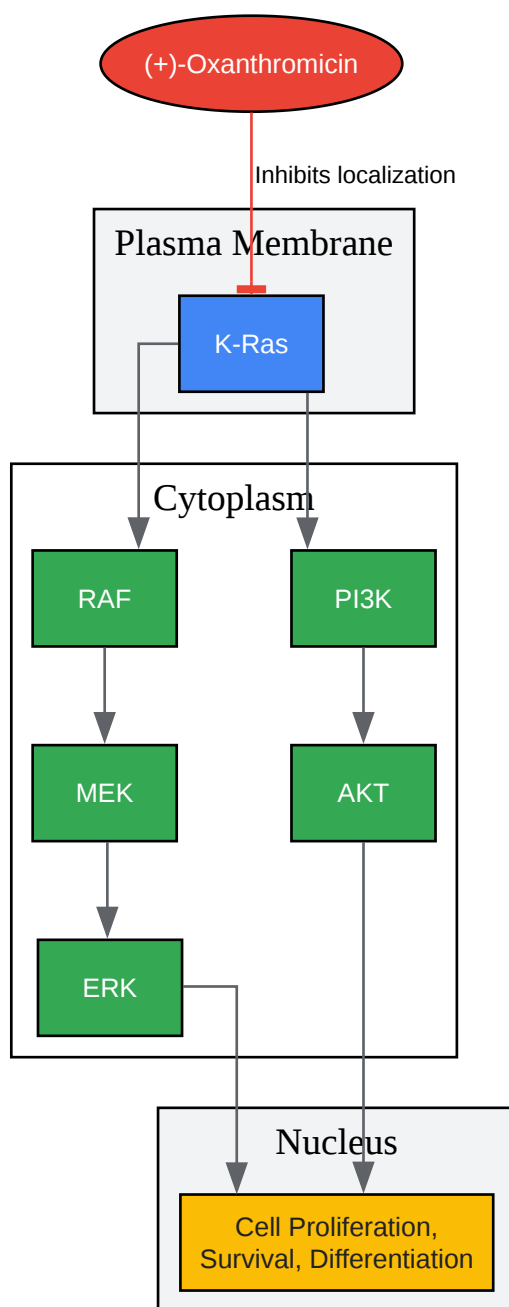 (+)-Oxanthromicin
Inhibits localization
Plasma Membrane
K-Ras
Cytoplasm
RAF
PI3K
MEK
AKT
ERK
Nucleus
Cell Proliferation,
Survival, Differentiation